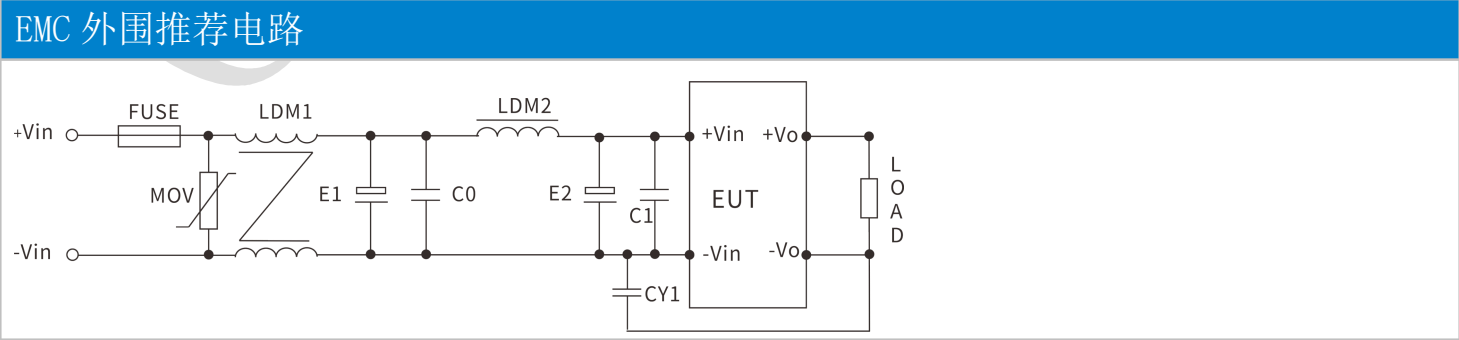 EMC 外围推荐电路
FUSE
LDM1
LDM2
+Vin
+Vin
+Vo
MOV
E1
C0
E2
C1
EUT
L
O
A
D
-Vin
-Vin
-Vo
CY1